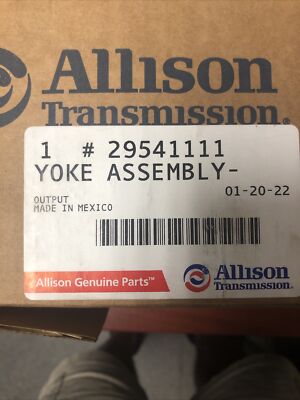 Allison
Transmission®
1 # 29541111
YOKE ASSEMBLY-
01-20-22
OUTPUT
MADE IN MEXICO
Allison Genuine Parts™
Allison
Transmission®